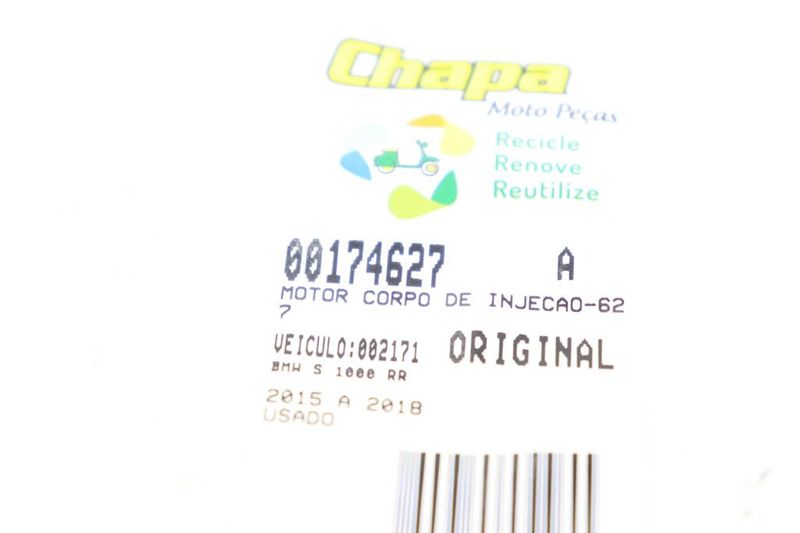 Chapa
Moto Peças
Recicle
Renove
Reutilize
00174627 A
MOTOR CORPO DE INJECAO-62
7
VEICULO:002171 ORIGINAL
BMW S 1000 RR
2015 A 2018
USADO